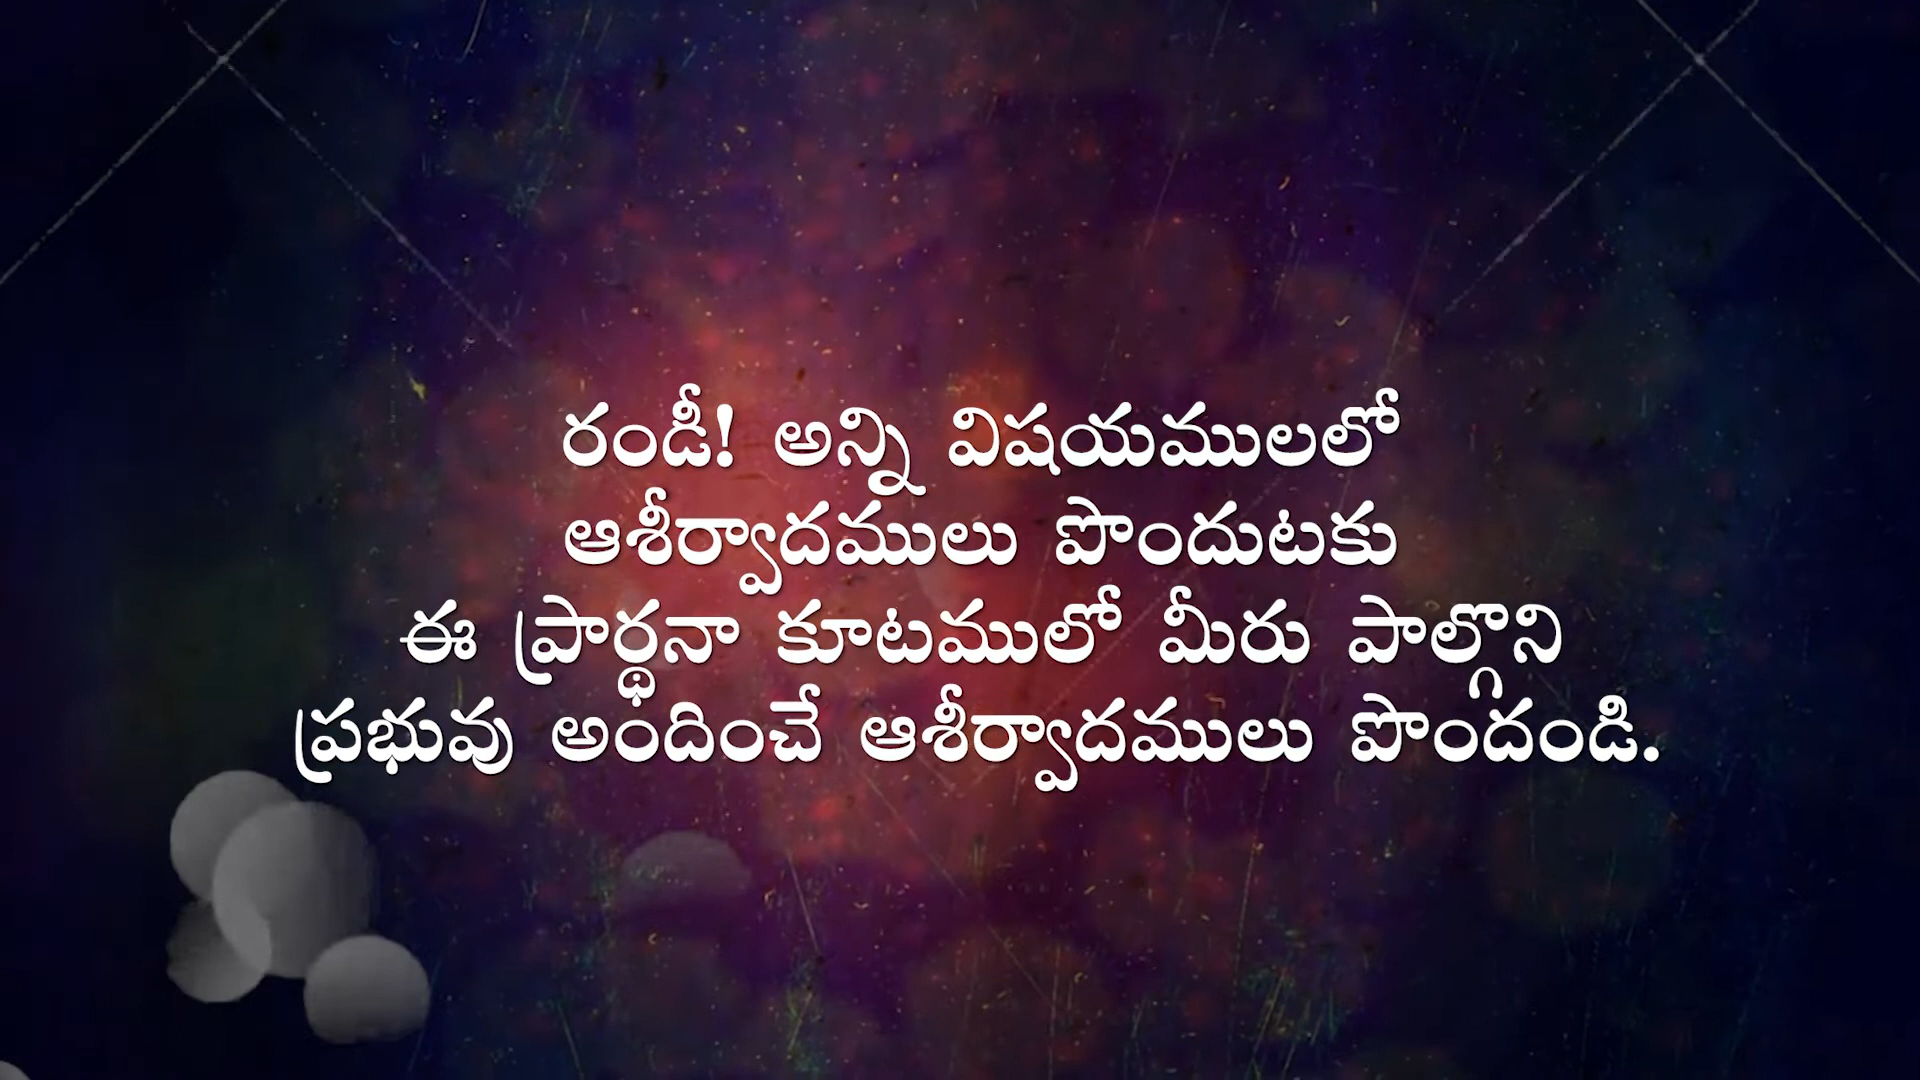 రండీ! అన్ని విషయములలో
ఆశీర్వాదములు పొందుటకు
ఈ ప్రార్థనా కూటములో మీరు పాల్గొని
ప్రభువు అందించే ఆశీర్వాదములు పొందండి.